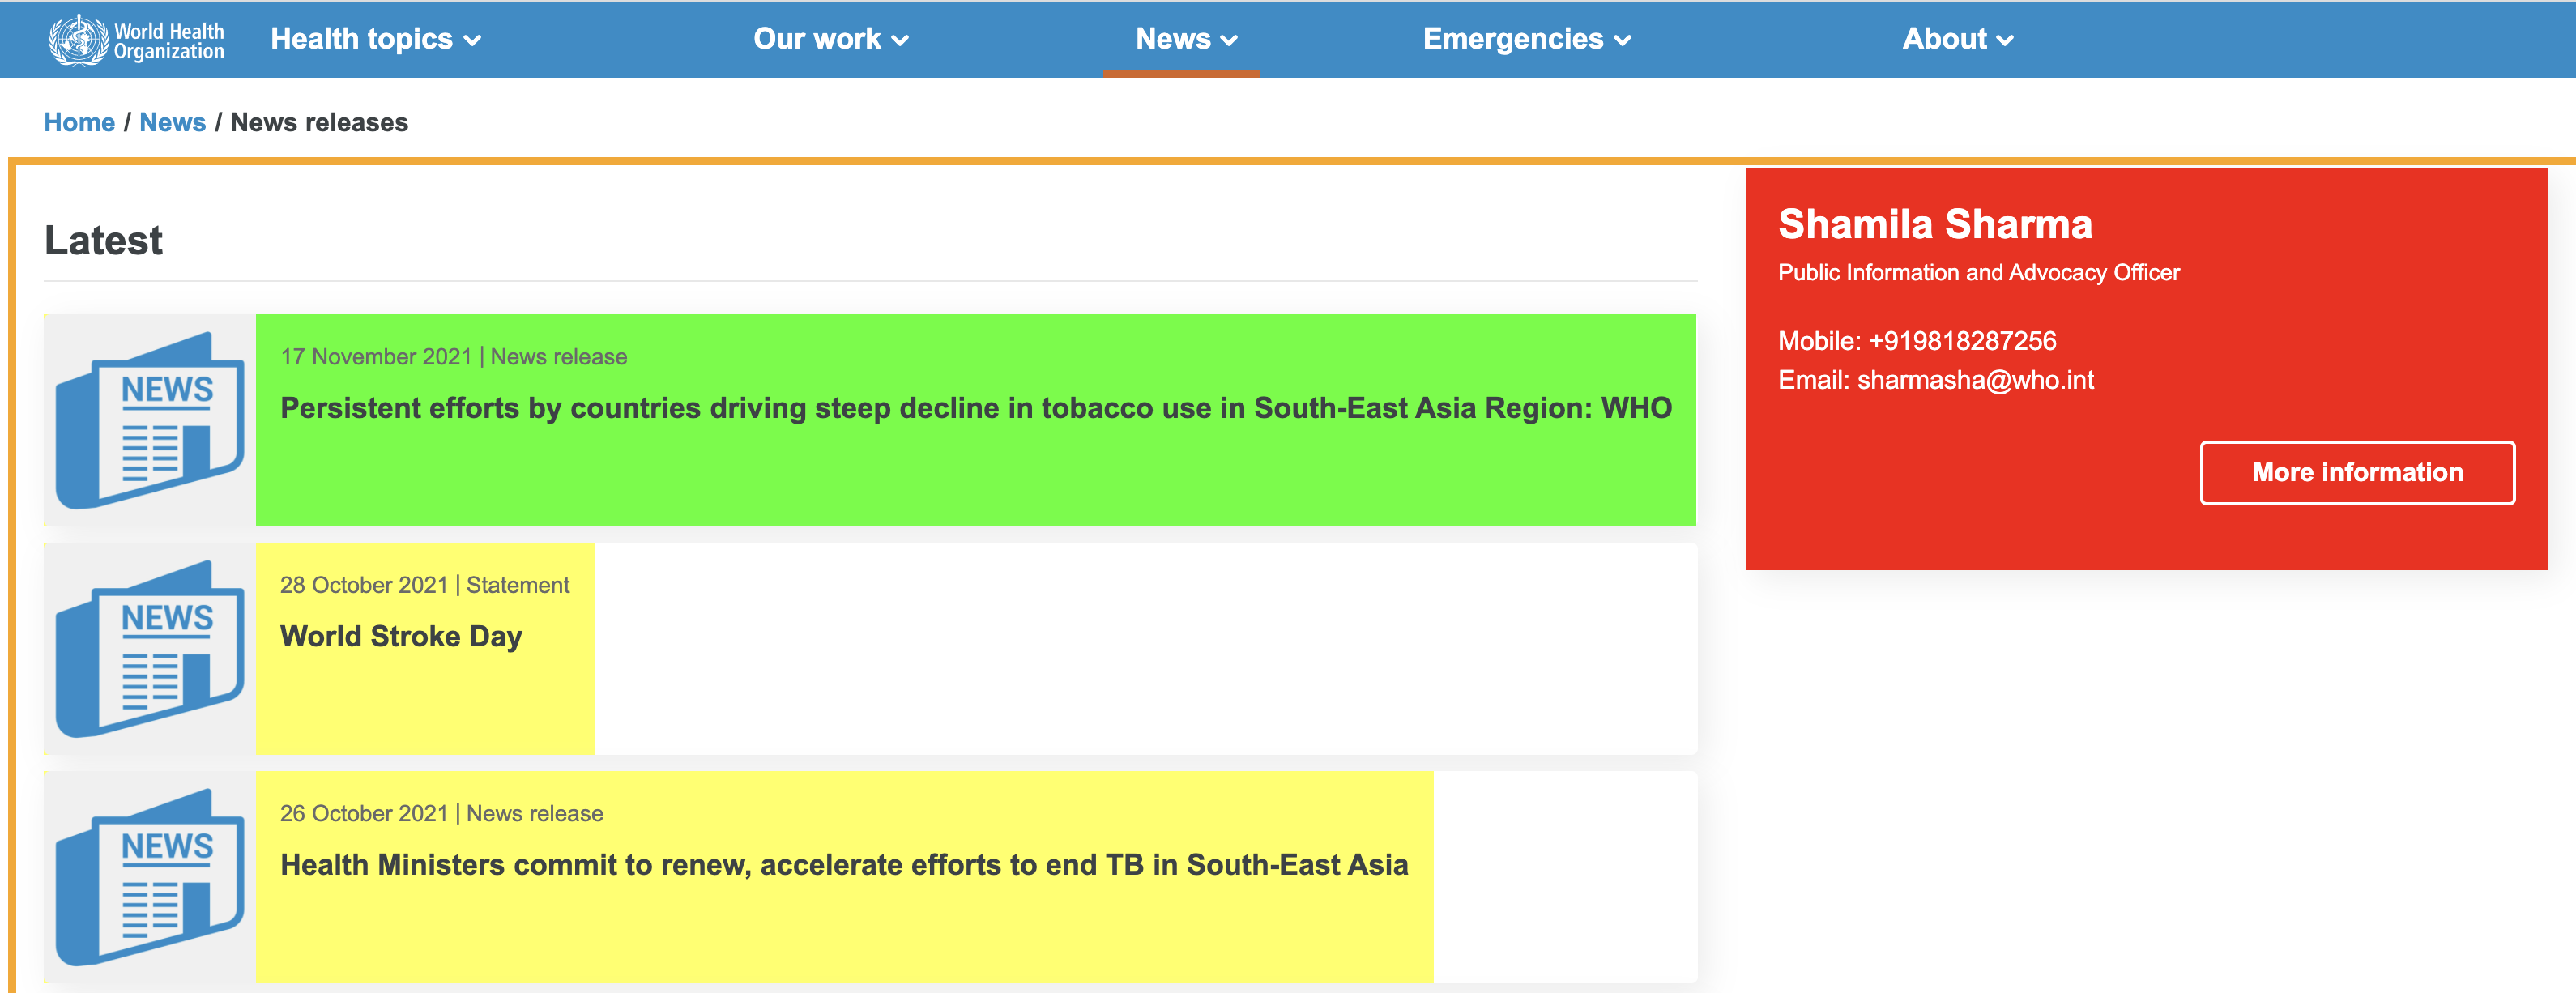 World Health
Organization
Health topics
Our work
News
Emergencies
About
Home / News / News releases
Latest
NEWS
17 November 2021 | News release
Persistent efforts by countries driving steep decline in tobacco use in South-East Asia Region: WHO
NEWS
28 October 2021 | Statement
World Stroke Day
NEWS
26 October 2021 | News release
Health Ministers commit to renew, accelerate efforts to end TB in South-East Asia
Shamila Sharma
Public Information and Advocacy Officer
Mobile: +919818287256
Email: sharmasha@who.int
More information